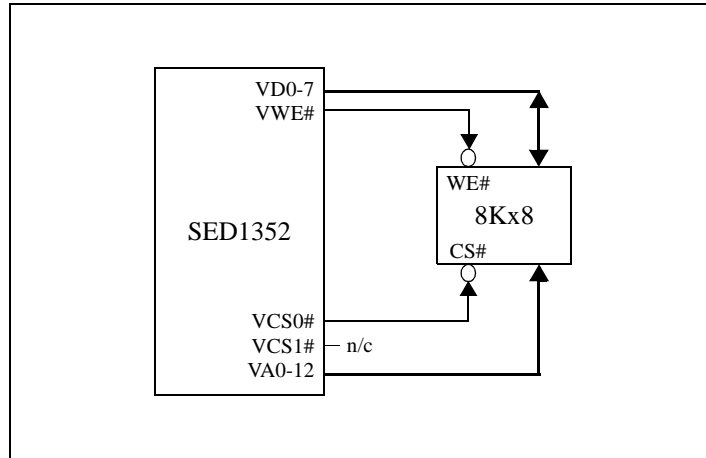 VD0-7
VWE#
WE#
8Kx8
SED1352
CS#
VCS0#
VCS1# n/c
VA0-12